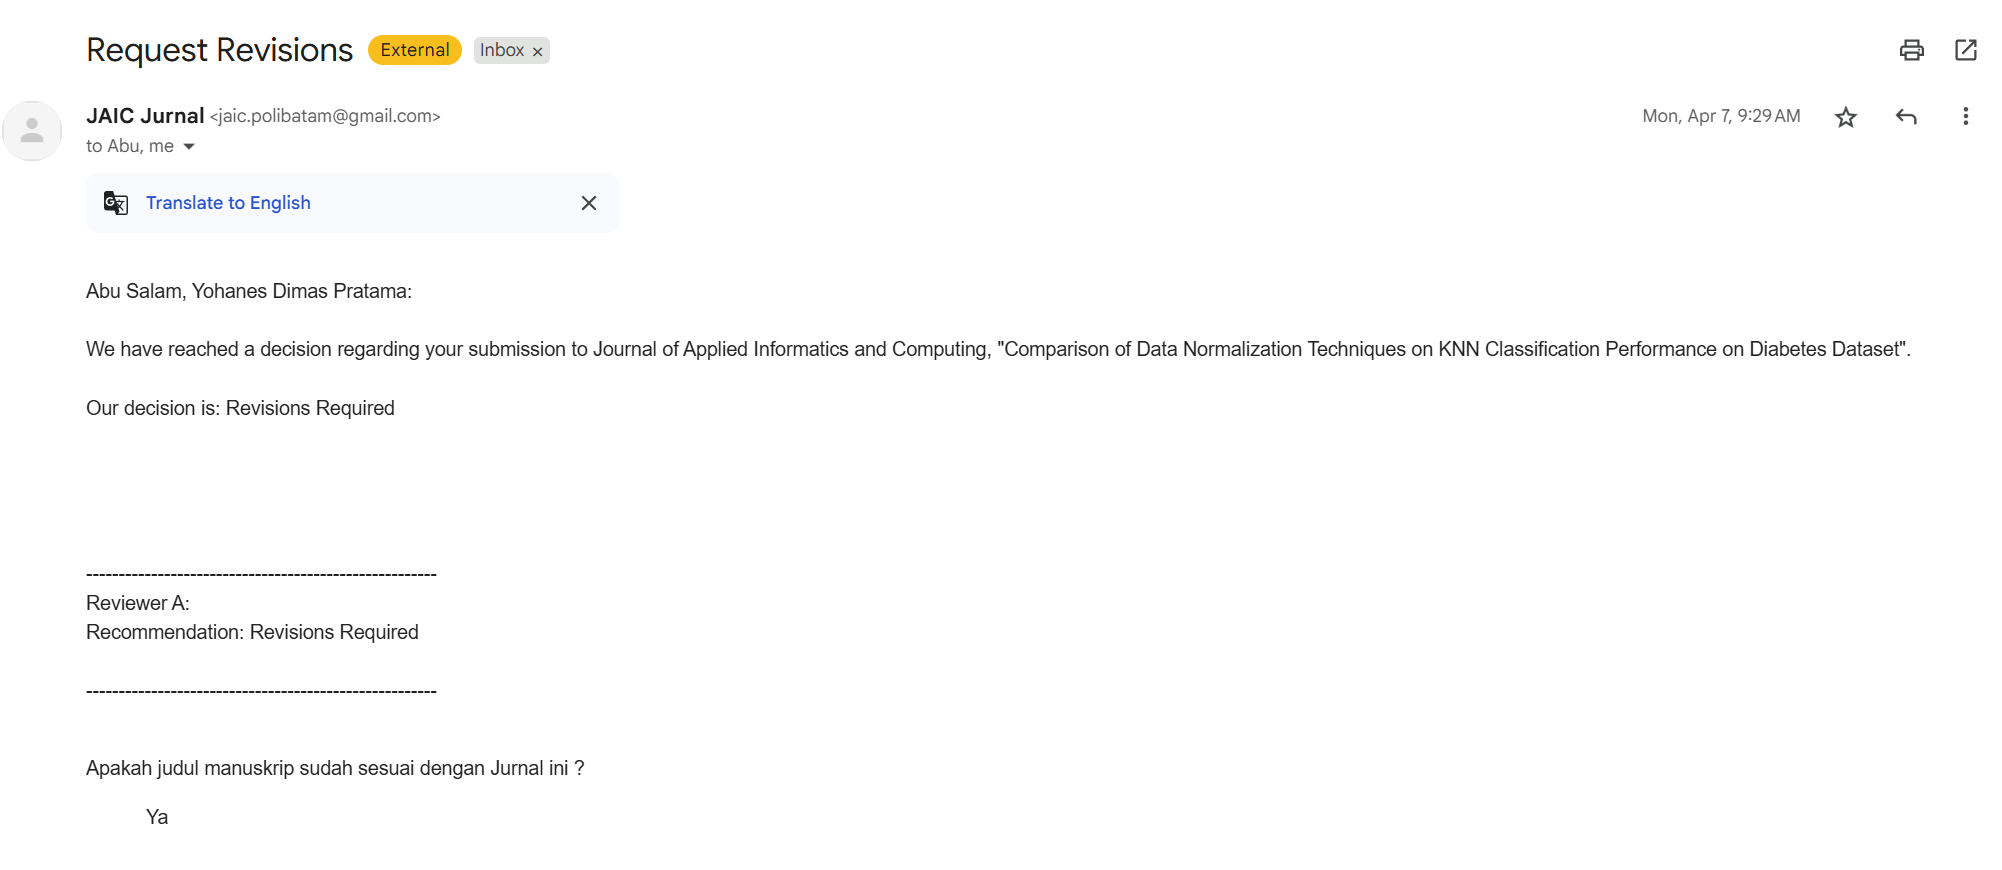 Request Revisions External Inbox ×
JAIC Jurnal <jaic.polibatam@gmail.com> Mon, Apr 7, 9:29 AM
to Abu, me
Translate to English
Abu Salam, Yohanes Dimas Pratama:
We have reached a decision regarding your submission to Journal of Applied Informatics and Computing, "Comparison of Data Normalization Techniques on KNN Classification Performance on Diabetes Dataset".
Our decision is: Revisions Required
------------------------------------------------------
Reviewer A:
Recommendation: Revisions Required
------------------------------------------------------
Apakah judul manuskrip sudah sesuai dengan Jurnal ini ?
Ya